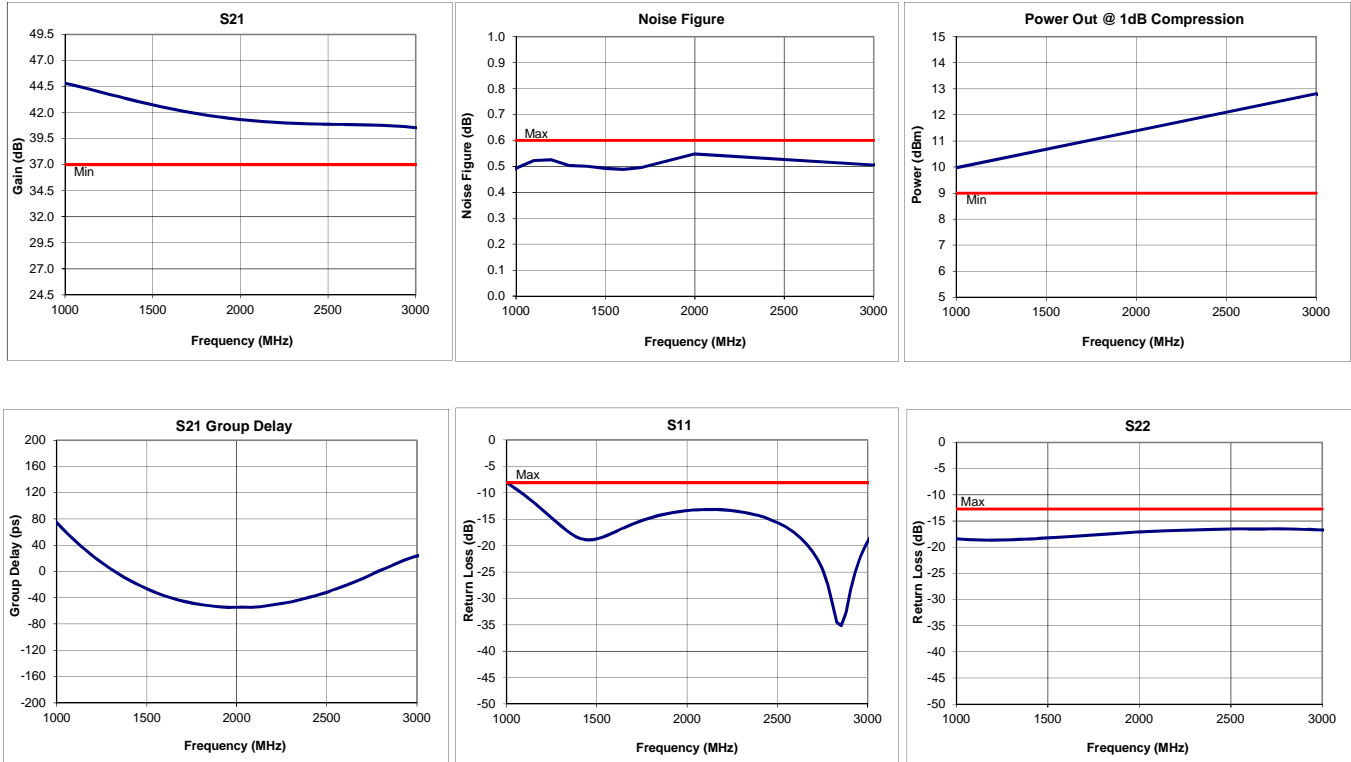 S21
Gain (dB)
49.5
47.0
44.5
42.0
39.5
37.0
34.5
32.0
29.5
27.0
24.5
Min
1000 1500 2000 2500 3000
Frequency (MHz)
Noise Figure
Noise Figure (dB)
1.0
0.9
0.8
0.7
0.6
0.5
0.4
0.3
0.2
0.1
0.0
Max
1000 1500 2000 2500 3000
Frequency (MHz)
Power Out @ 1dB Compression
Power (dBm)
15
14
13
12
11
10
9
8
7
6
5
Min
1000 1500 2000 2500 3000
Frequency (MHz)
S21 Group Delay
Group Delay (ps)
200
160
120
80
40
0
-40
-80
-120
-160
-200
1000 1500 2000 2500 3000
Frequency (MHz)
S11
Return Loss (dB)
0
-5
-10
-15
-20
-25
-30
-35
-40
-45
-50
Max
1000 1500 2000 2500 3000
Frequency (MHz)
S22
Return Loss (dB)
0
-5
-10
-15
-20
-25
-30
-35
-40
-45
-50
Max
1000 1500 2000 2500 3000
Frequency (MHz)